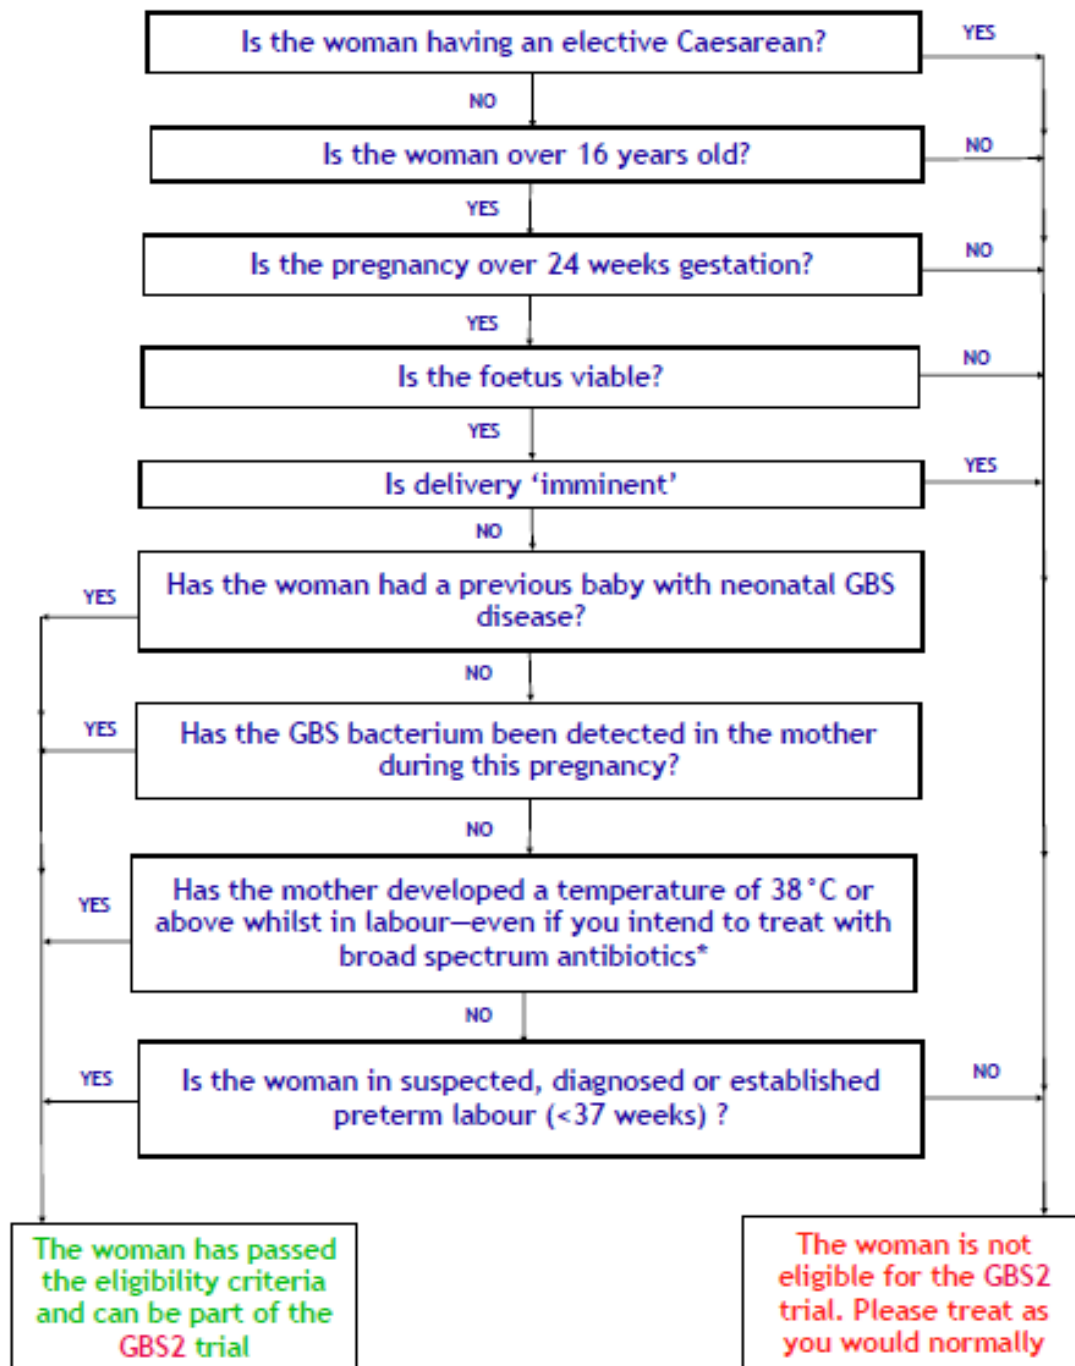 Is the woman having an elective Caesarean?
YES
NO
Is the woman over 16 years old?
NO
YES
Is the pregnancy over 24 weeks gestation?
NO
YES
Is the foetus viable?
NO
YES
Is delivery ‘imminent’
YES
NO
Has the woman had a previous baby with neonatal GBS
disease?
YES
NO
Has the GBS bacterium been detected in the mother
during this pregnancy?
YES
NO
Has the mother developed a temperature of 38°C or
above whilst in labour—even if you intend to treat with
broad spectrum antibiotics*
YES
NO
Is the woman in suspected, diagnosed or established
preterm labour (<37 weeks) ?
YES
NO
The woman has passed
the eligibility criteria
and can be part of the
GBS2 trial
The woman is not
eligible for the GBS2
trial. Please treat as
you would normally